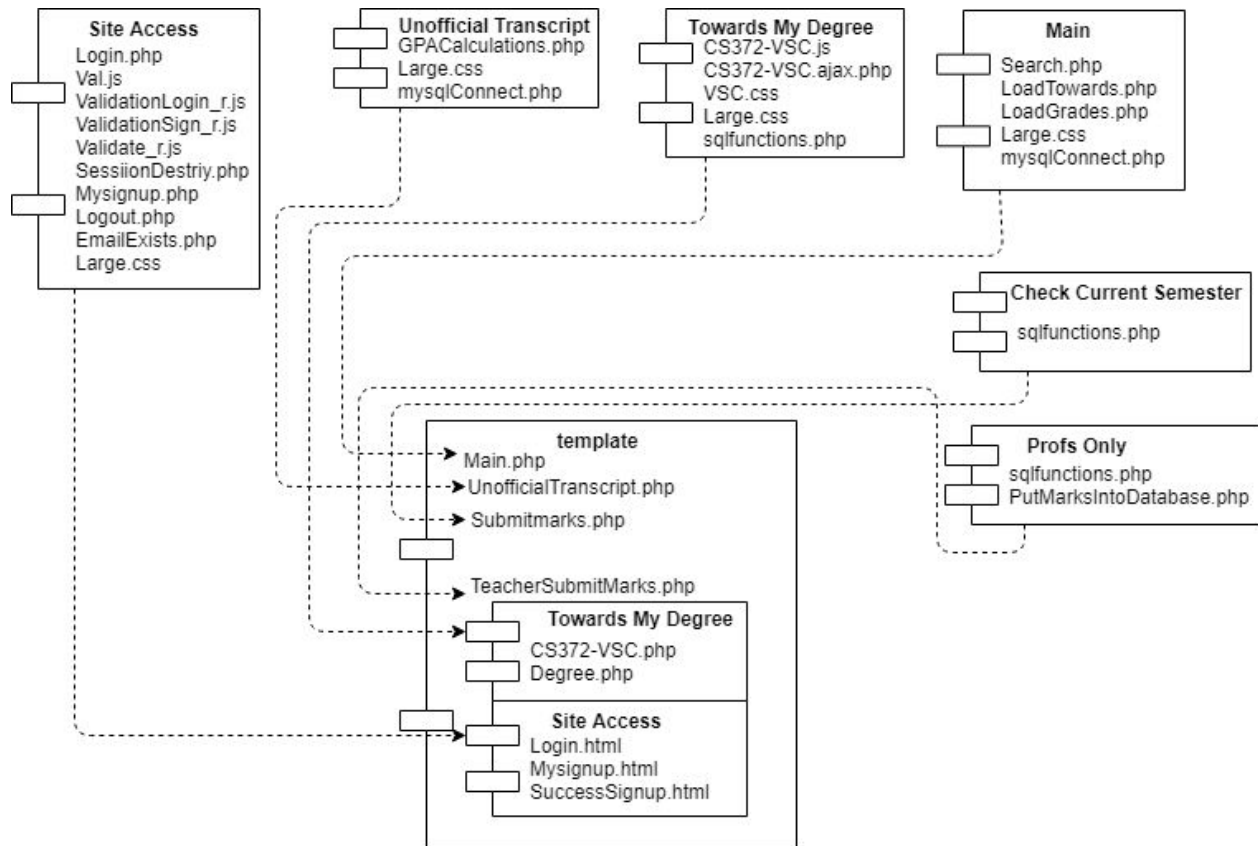 Site Access
Login.php
Val.js
ValidationLogin_r.js
ValidationSign_r.js
Validate_r.js
SessiionDestriy.php
Mysignup.php
Logout.php
EmailExists.php
Large.css
Unofficial Transcript
GPACalculations.php
Large.css
mysqlConnect.php
Towards My Degree
CS372-VSC.js
CS372-VSC.ajax.php
VSC.css
Large.css
sqlfunctions.php
Main
Search.php
LoadTowards.php
LoadGrades.php
Large.css
mysqlConnect.php
Check Current Semester
sqlfunctions.php
Profs Only
sqlfunctions.php
PutMarksIntoDatabase.php
template
Main.php
UnofficialTranscript.php
Submitmarks.php
TeacherSubmitMarks.php
Towards My Degree
CS372-VSC.php
Degree.php
Site Access
Login.html
Mysignup.html
SuccessSignup.html